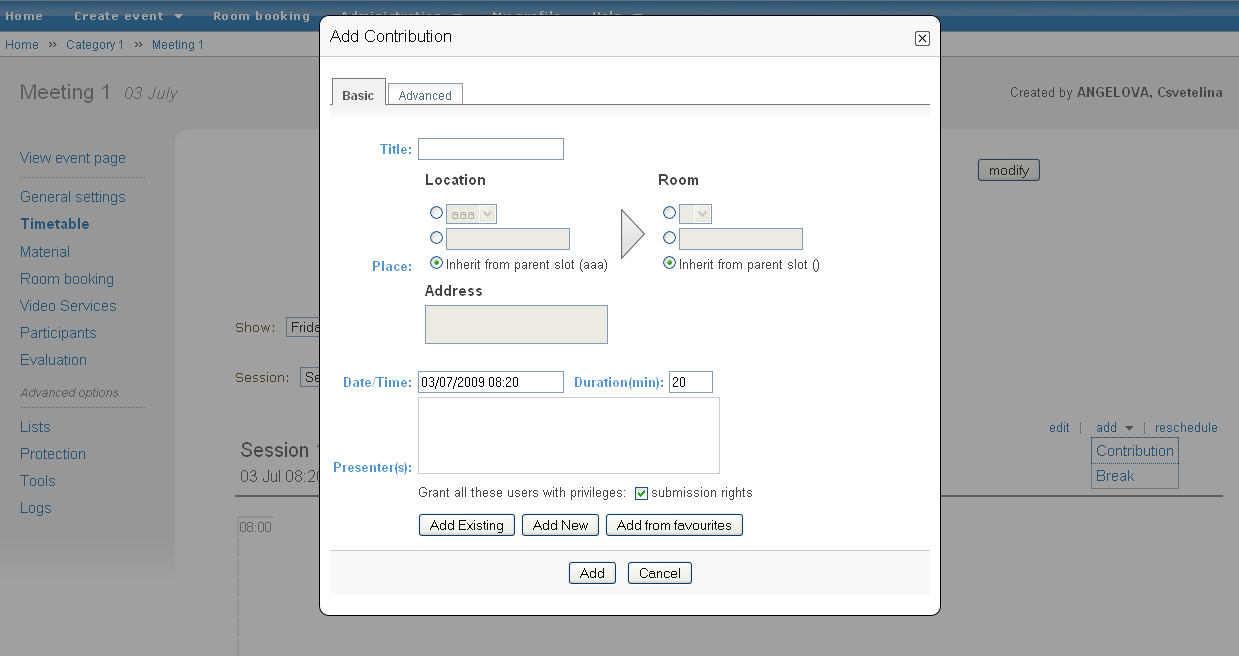 Home Create event Room booking Administration My profile Help
Home » Category 1 » Meeting 1
Meeting 1 03 July
Created by ANGELOVA, Csvetelina
View event page
General settings
Timetable
Material
Room booking
Video Services
Participants
Evaluation
Advanced options
Lists
Protection
Tools
Logs
modify
Show: Frida
Session: Se
Session 1
03 Jul 08:20
edit | add | reschedule
Contribution
Break
08:00
Add Contribution
Basic Advanced
Title:
Location Room
aaa
Place: Inherit from parent slot (aaa) Inherit from parent slot ()
Address
Date/Time: 03/07/2009 08:20 Duration(min): 20
Presenter(s):
Grant all these users with privileges: submission rights
Add Existing Add New Add from favourites
Add Cancel